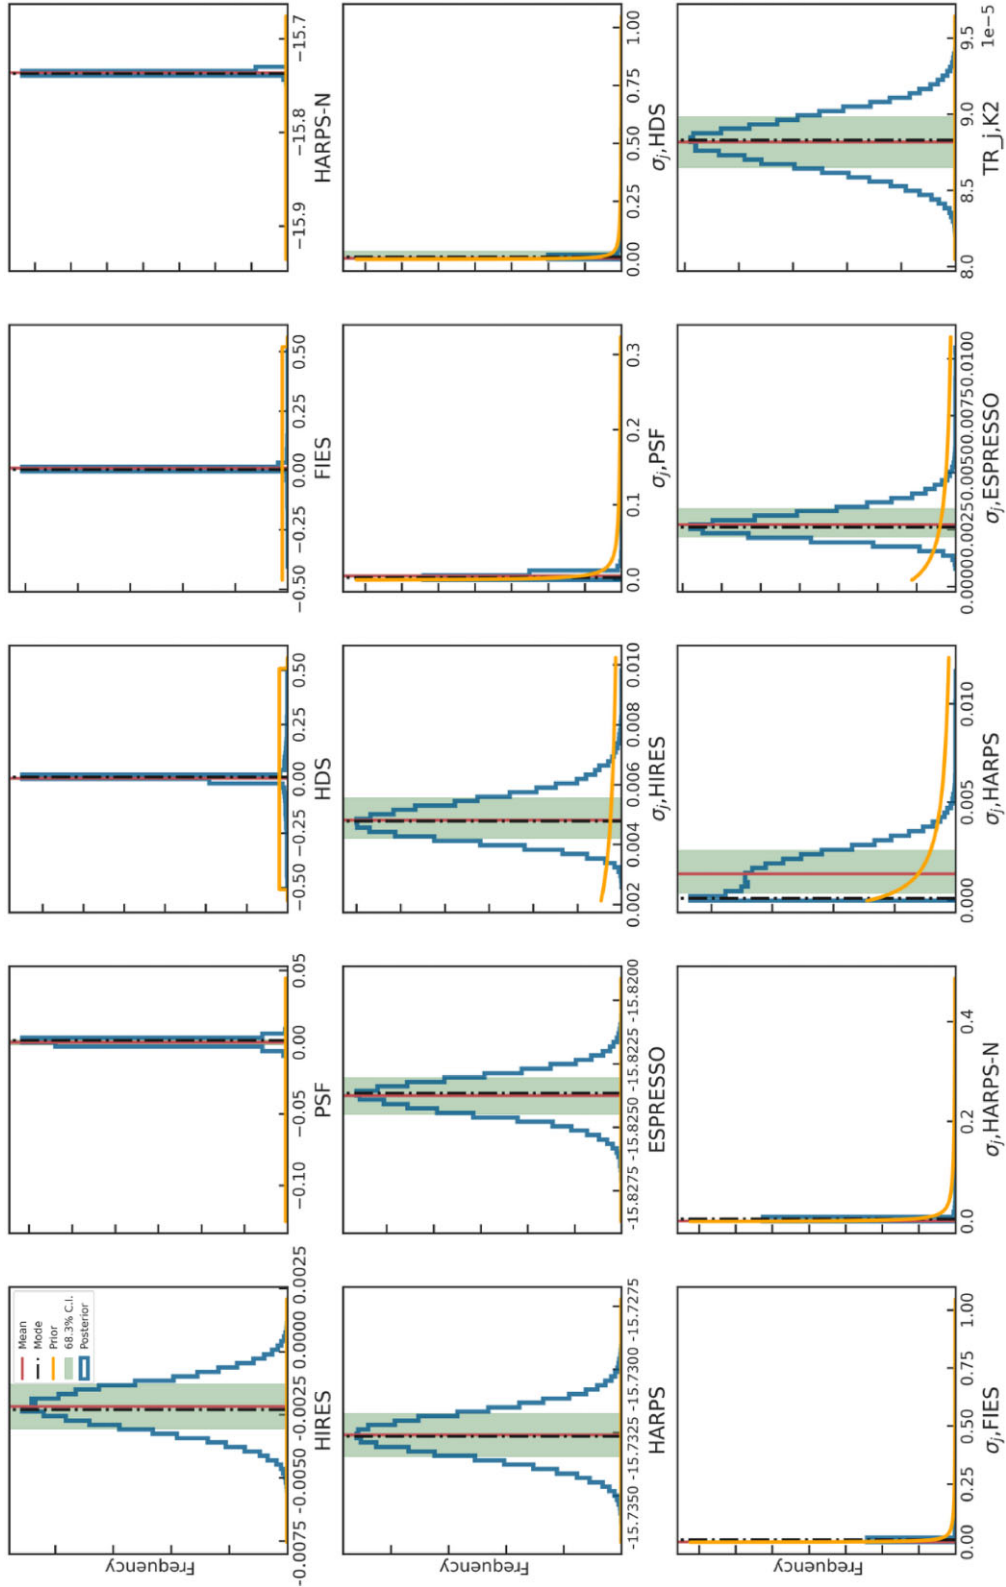 Mean
Mode
Prior
68.3% C.I.
Posterior
Frequency
−0.0075 −0.0050 −0.0025 0.0000 0.0025
HIRES
−0.10 −0.05 0.00 0.05
PSF
−0.50 −0.25 0.00 0.25 0.50
HDS
−0.50 −0.25 0.00 0.25 0.50
FIES
−15.9 −15.8 −15.7
HARPS-N
Frequency
−15.7350 −15.7325 −15.7300 −15.7275
HARPS
−15.8275 −15.8250 −15.8225 −15.8200
ESPRESSO
0.002 0.004 0.006 0.008 0.010
σj,HIRES
0.0 0.1 0.2 0.3
σj,PSF
0.00 0.25 0.50 0.75 1.00
σj,HDS
Frequency
0.00 0.25 0.50 0.75 1.00
σj,FIES
0.0 0.2 0.4
σj,HARPS-N
0.000 0.005 0.010
σj,HARPS
0.0000 0.0025 0.0050 0.0075 0.0100
σj,ESPRESSO
8.0 8.5 9.0 9.5
1e−5
TR_j,K2